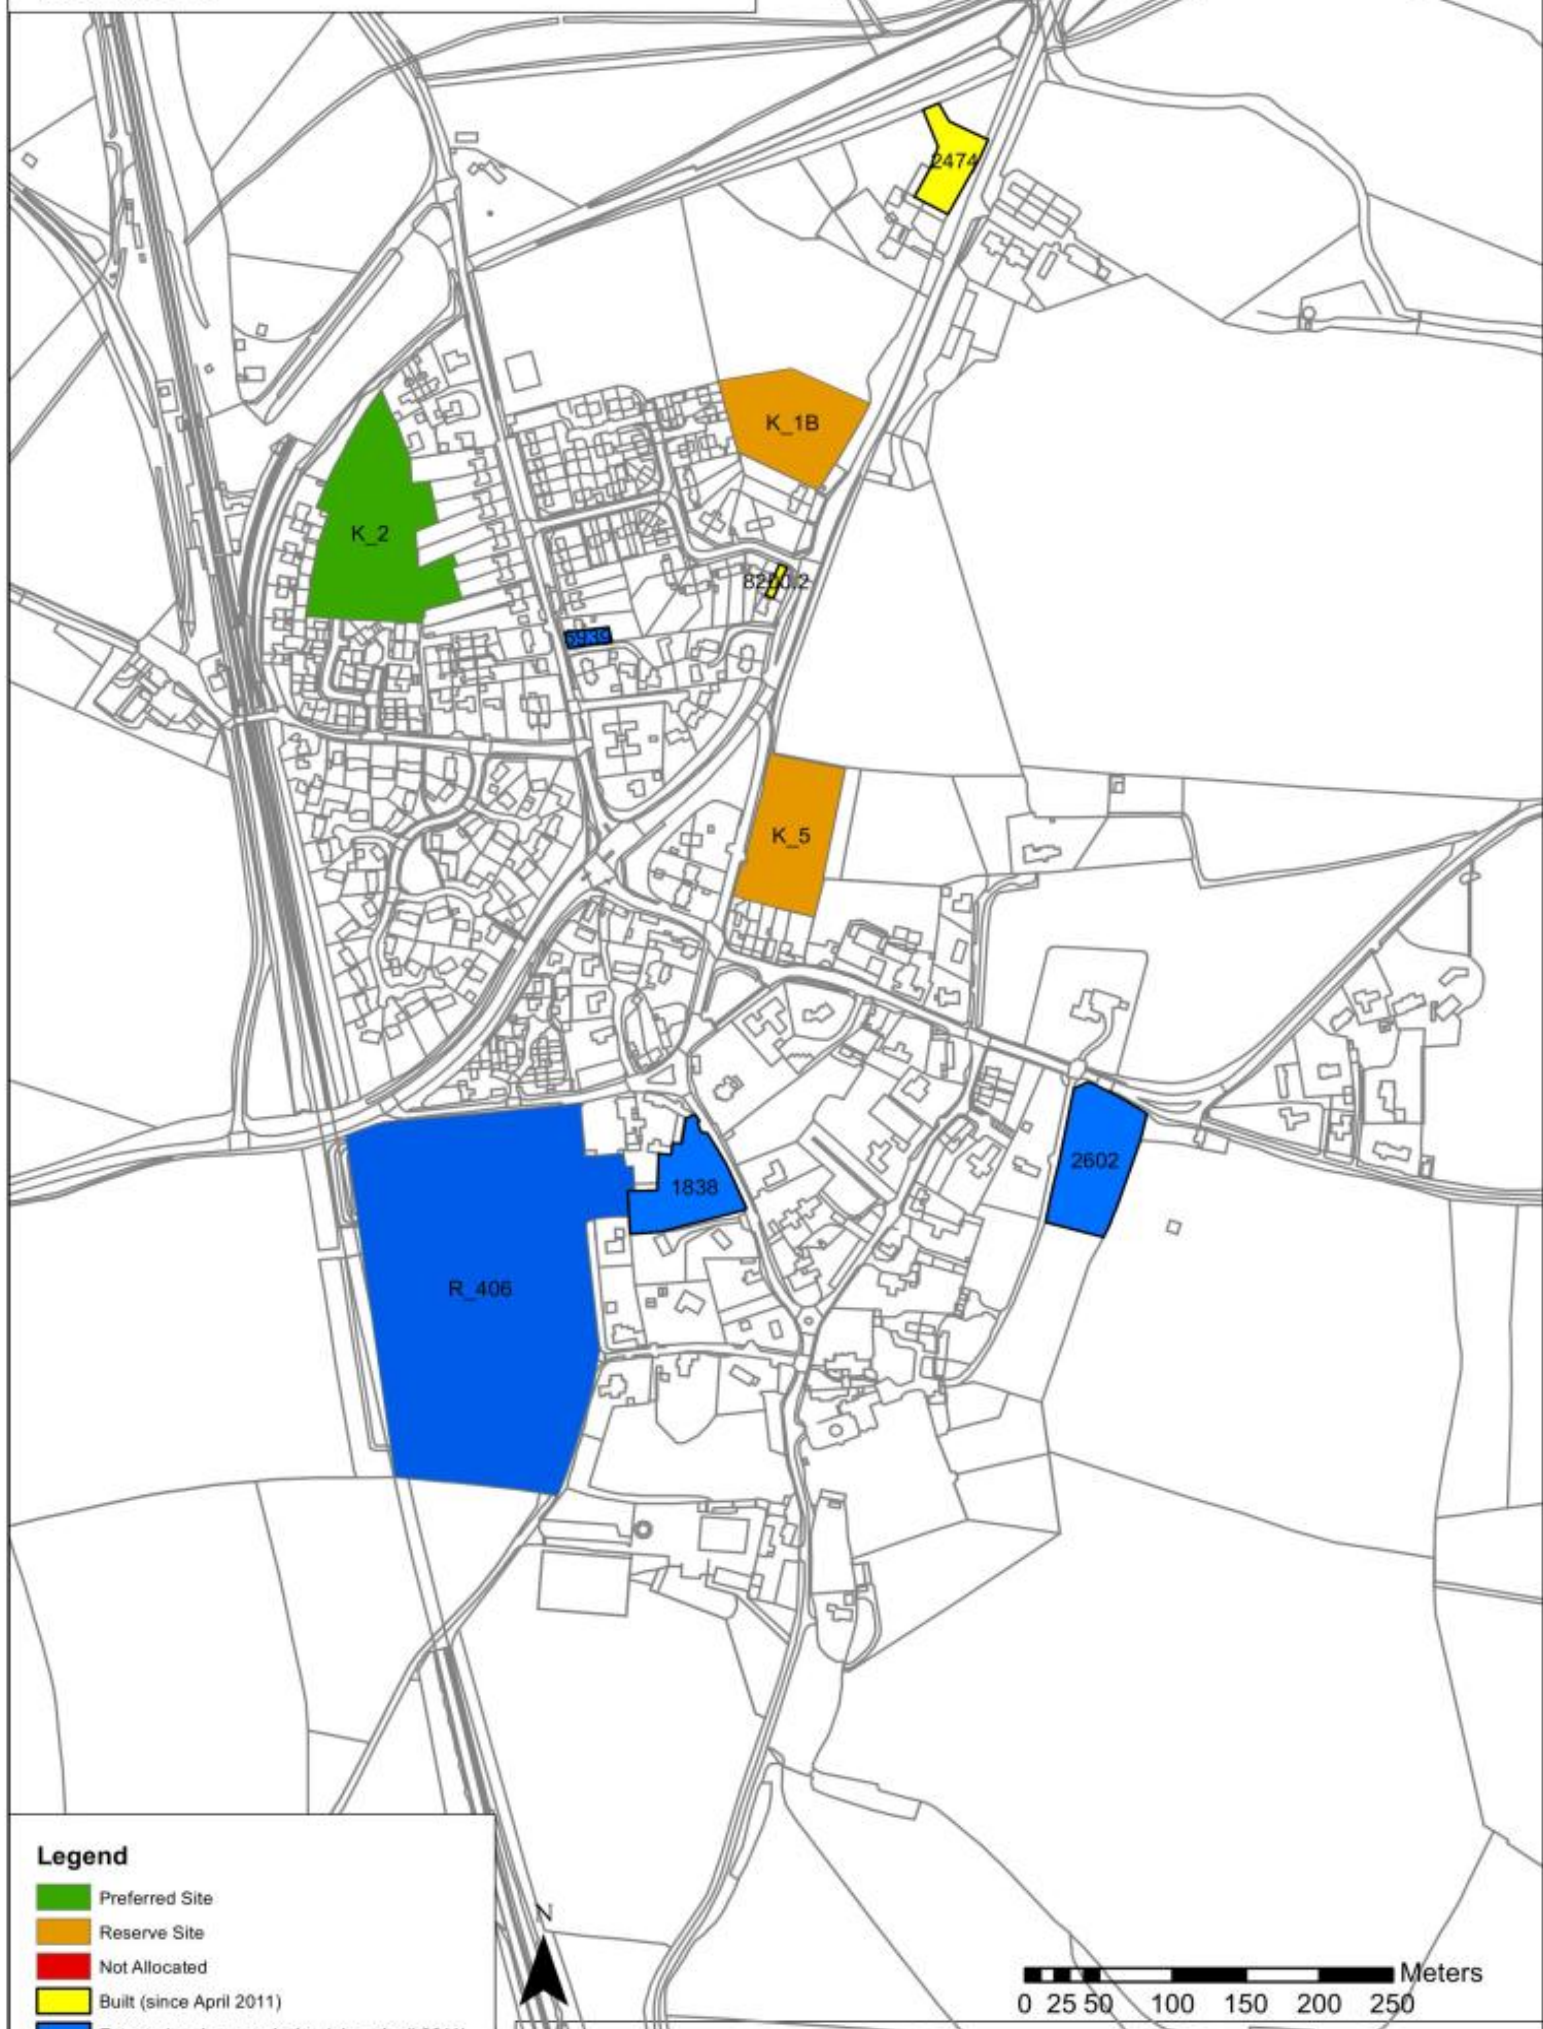 2474
K_1B
K_2
K_5
2602
1838
R_406
Legend
Preferred Site
Reserve Site
Not Allocated
Built (since April 2011)
N
Meters
0 25 50 100 150 200 250